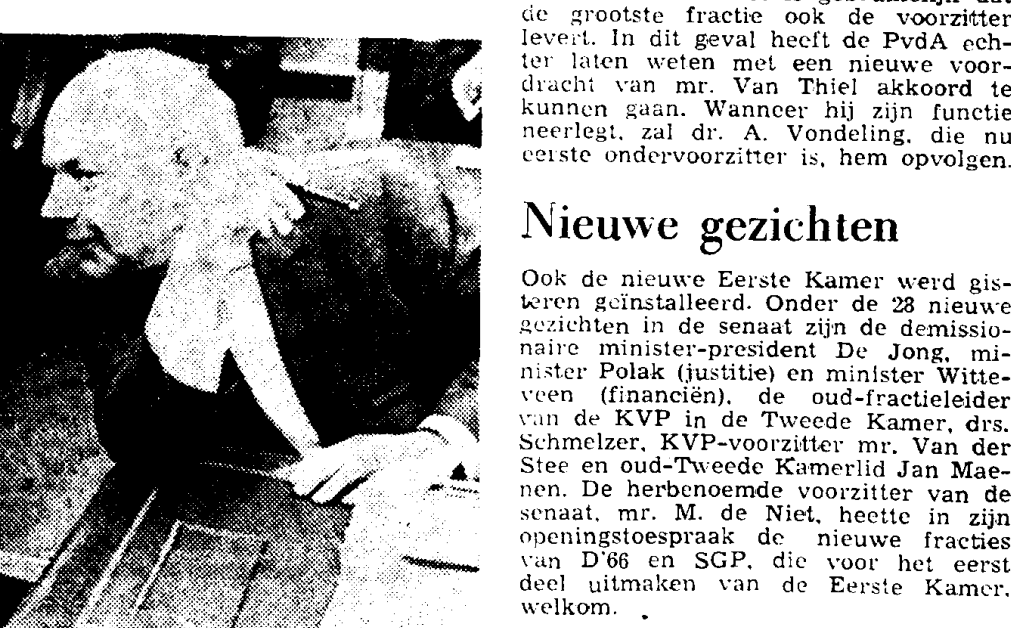 de grootste fractie ook de voorzitter
levert. In dit geval heeft de PvdA ech-
ter laten weten met een nieuwe voor-
dracht van mr. Van Thiel akkoord te
kunnen gaan. Wanneer hij zijn functie
neerlegt, zal dr. A. Vondeling, die nu
eerste ondervoorzitter is, hem opvolgen.
Nieuwe gezichten
Ook de nieuwe Eerste Kamer werd gis-
teren geïnstalleerd. Onder de 28 nieuwe
gezichten in de senaat zijn de demissio-
naire minister-president De Jong, mi-
nister Polak (justitie) en minister Witte-
veen (financiën), de oud-fractieleider
van de KVP in de Tweede Kamer, drs.
Schmelzer, KVP-voorzitter mr. Van der
Stee en oud-Tweede Kamerlid Jan Mae-
nen. De herbenoemde voorzitter van de
senaat, mr. M. de Niet, heette in zijn
openingstoespraak de nieuwe fracties
van D'66 en SGP, die voor het eerst
deel uitmaken van de Eerste Kamer,
welkom.